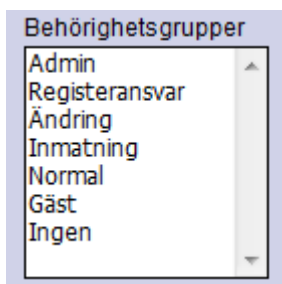 Behörighetsgrupper
Admin
Registeransvar
Ändring
Inmatning
Normal
Gäst
Ingen